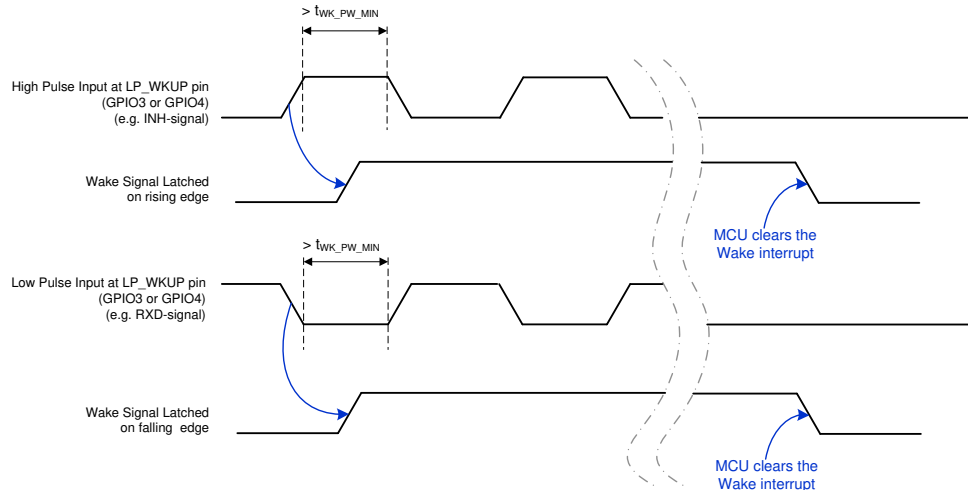 > tWK_PW_MIN
High Pulse Input at LP_WKUP pin
(GPIO3 or GPIO4)
(e.g. INH-signal)
Wake Signal Latched
on rising edge
MCU clears the
Wake interrupt
> tWK_PW_MIN
Low Pulse Input at LP_WKUP pin
(GPIO3 or GPIO4)
(e.g. RXD-signal)
Wake Signal Latched
on falling edge
MCU clears the
Wake interrupt